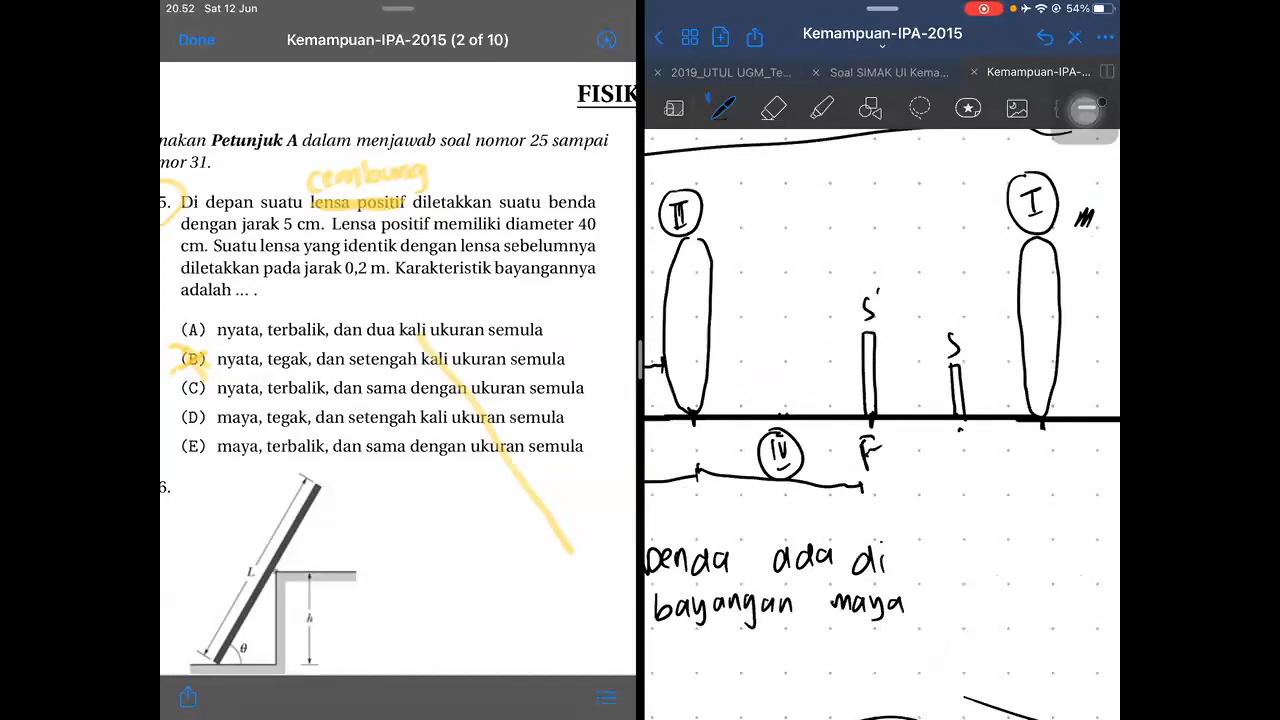 20.52 Sat 12 Jun
54%
Done
Kemampuan-IPA-2015 (2 of 10)
Kemampuan-IPA-2015
2019_UTUL UGM_Te...
Soal SIMAK UI Kema...
Kemampuan-IPA-...
FISIK
nakan Petunjuk A dalam menjawab soal nomor 25 sampai
mor 31.
cembung
5. Di depan suatu lensa positif diletakkan suatu benda
dengan jarak 5 cm. Lensa positif memiliki diameter 40
cm. Suatu lensa yang identik dengan lensa sebelumnya
diletakkan pada jarak 0,2 m. Karakteristik bayangannya
adalah ... .
(A) nyata, terbalik, dan dua kali ukuran semula
(B) nyata, tegak, dan setengah kali ukuran semula
(C) nyata, terbalik, dan sama dengan ukuran semula
(D) maya, tegak, dan setengah kali ukuran semula
(E) maya, terbalik, dan sama dengan ukuran semula
6.
L
h
θ
II
I
S'
S
IV
F
benda ada di
bayangan maya